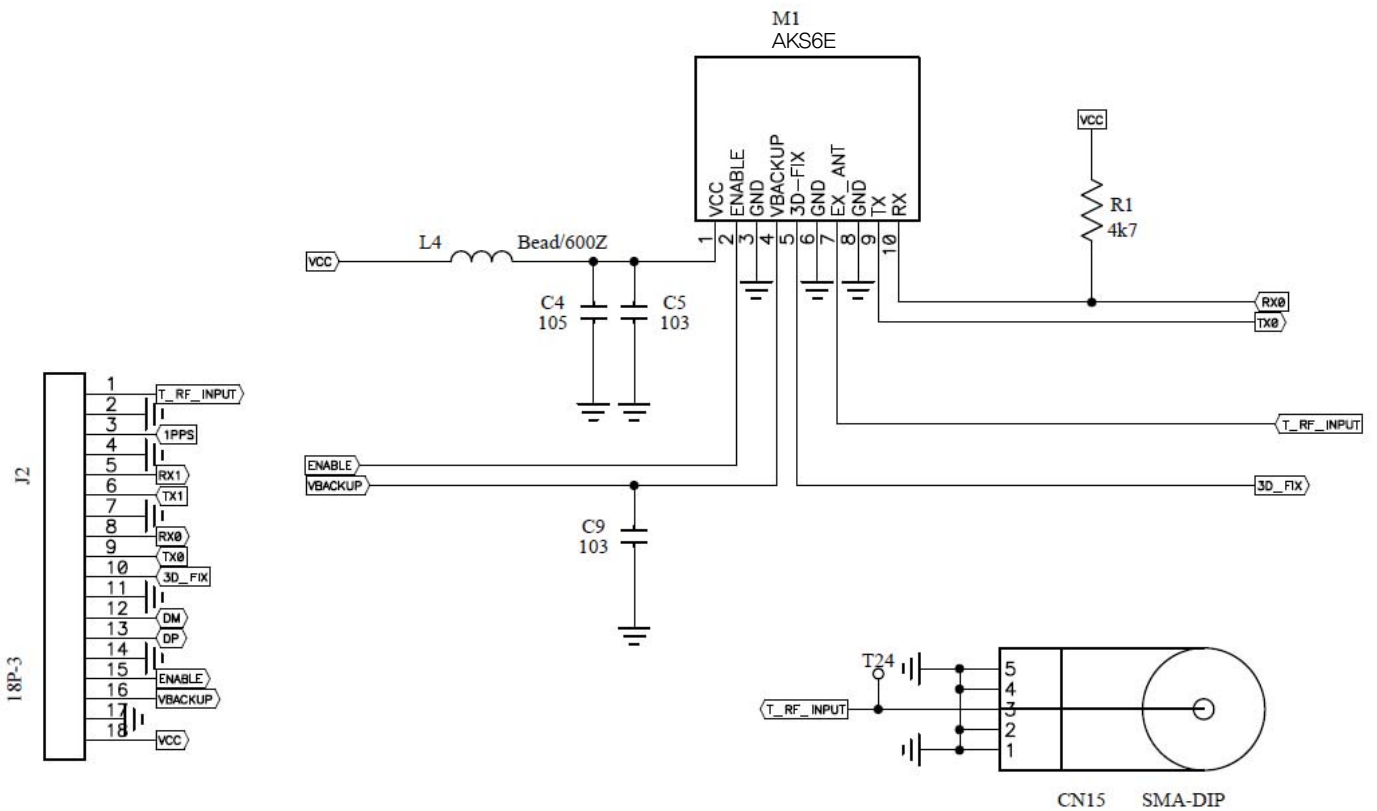 M1
AKS6E
VCC
ENABLE
GND
VBACKUP
3D-FIX
GND
EX_ANT
GND
TX
RX
1
2
3
4
5
6
7
8
9
10
VCC
R1
4k7
L4
Bead/600Z
VCC
C4
105
C5
103
RX0
TX0
T_RF_INPUT
ENABLE
VBACKUP
3D_FIX
C9
103
J2
18P-3
1 T_RF_INPUT
2
3 1PPS
4
5 RX1
6 TX1
7
8 RX0
9 TX0
10 3D_FIX
11
12 DM
13 DP
14
15 ENABLE
16 VBACKUP
17
18 VCC
T24
T_RF_INPUT
5
4
3
2
1
CN15 SMA-DIP